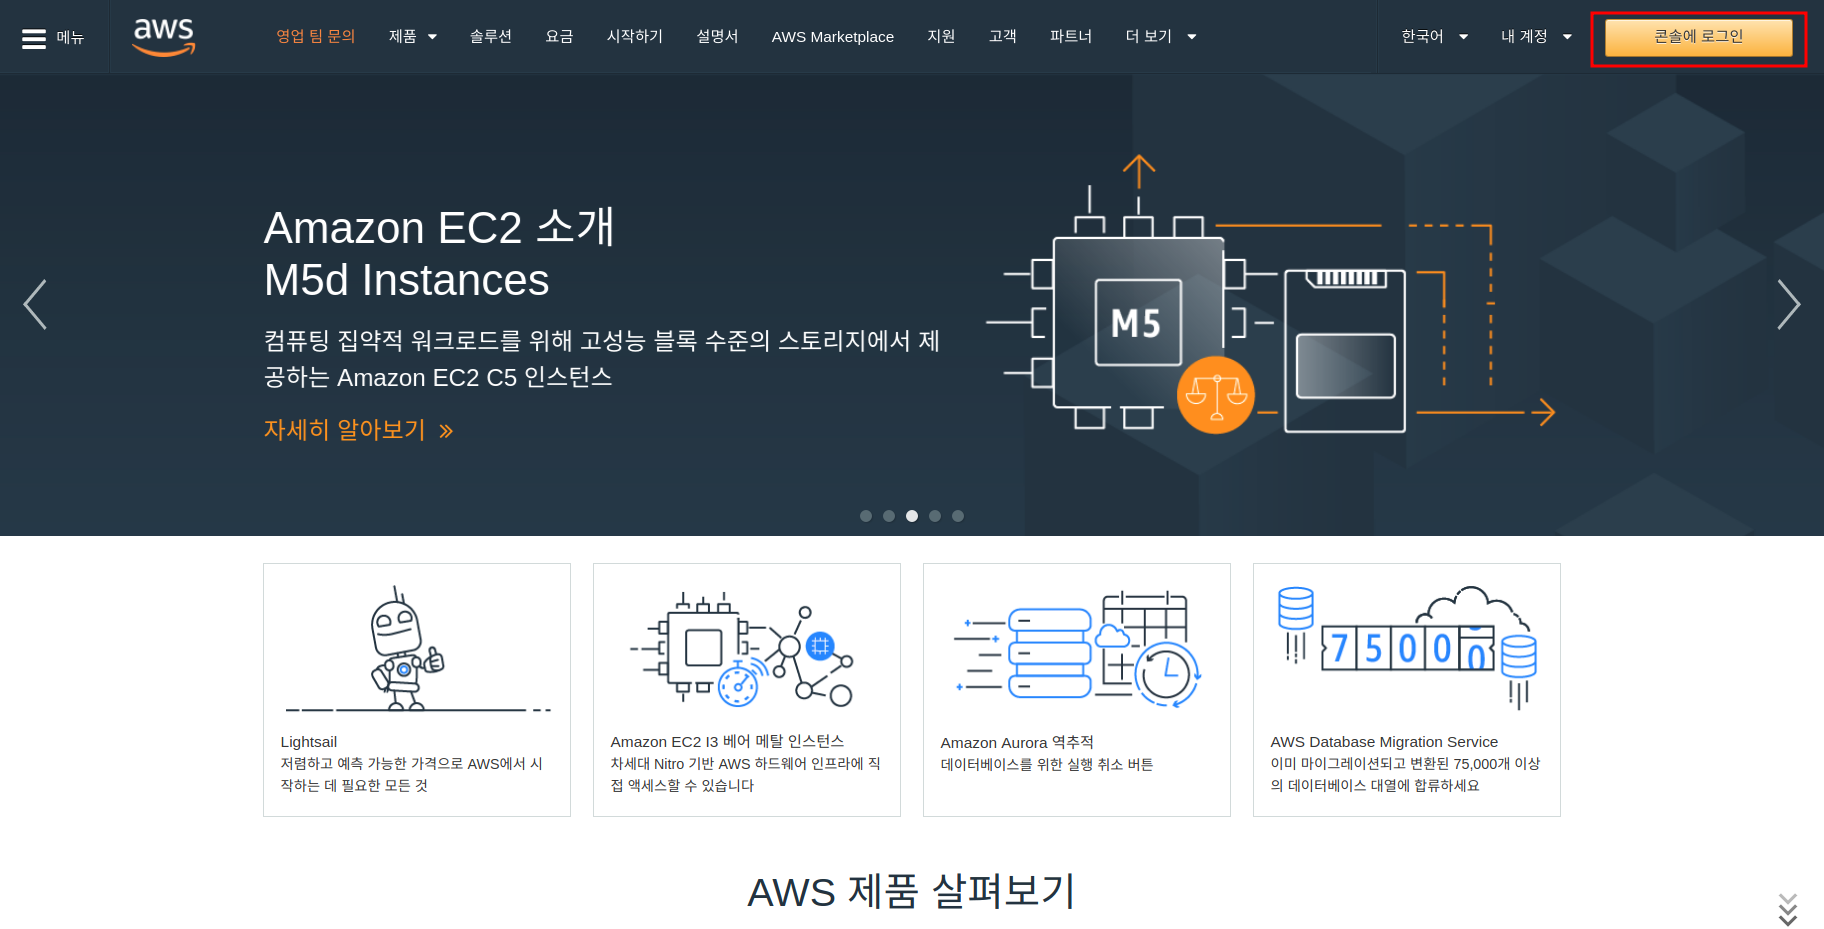 메뉴
aws
영업 팀 문의 제품 솔루션 요금 시작하기 설명서 AWS Marketplace 지원 고객 파트너 더 보기 한국어 내 계정 콘솔에 로그인
Amazon EC2 소개
M5d Instances
컴퓨팅 집약적 워크로드를 위해 고성능 블록 수준의 스토리지에서 제
공하는 Amazon EC2 C5 인스턴스
자세히 알아보기 »
M5
75000
Lightsail
저렴하고 예측 가능한 가격으로 AWS에서 시
작하는 데 필요한 모든 것
Amazon EC2 I3 베어 메탈 인스턴스
차세대 Nitro 기반 AWS 하드웨어 인프라에 직
접 액세스할 수 있습니다
Amazon Aurora 역추적
데이터베이스를 위한 실행 취소 버튼
AWS Database Migration Service
이미 마이그레이션되고 변환된 75,000개 이상
의 데이터베이스 대열에 합류하세요
AWS 제품 살펴보기